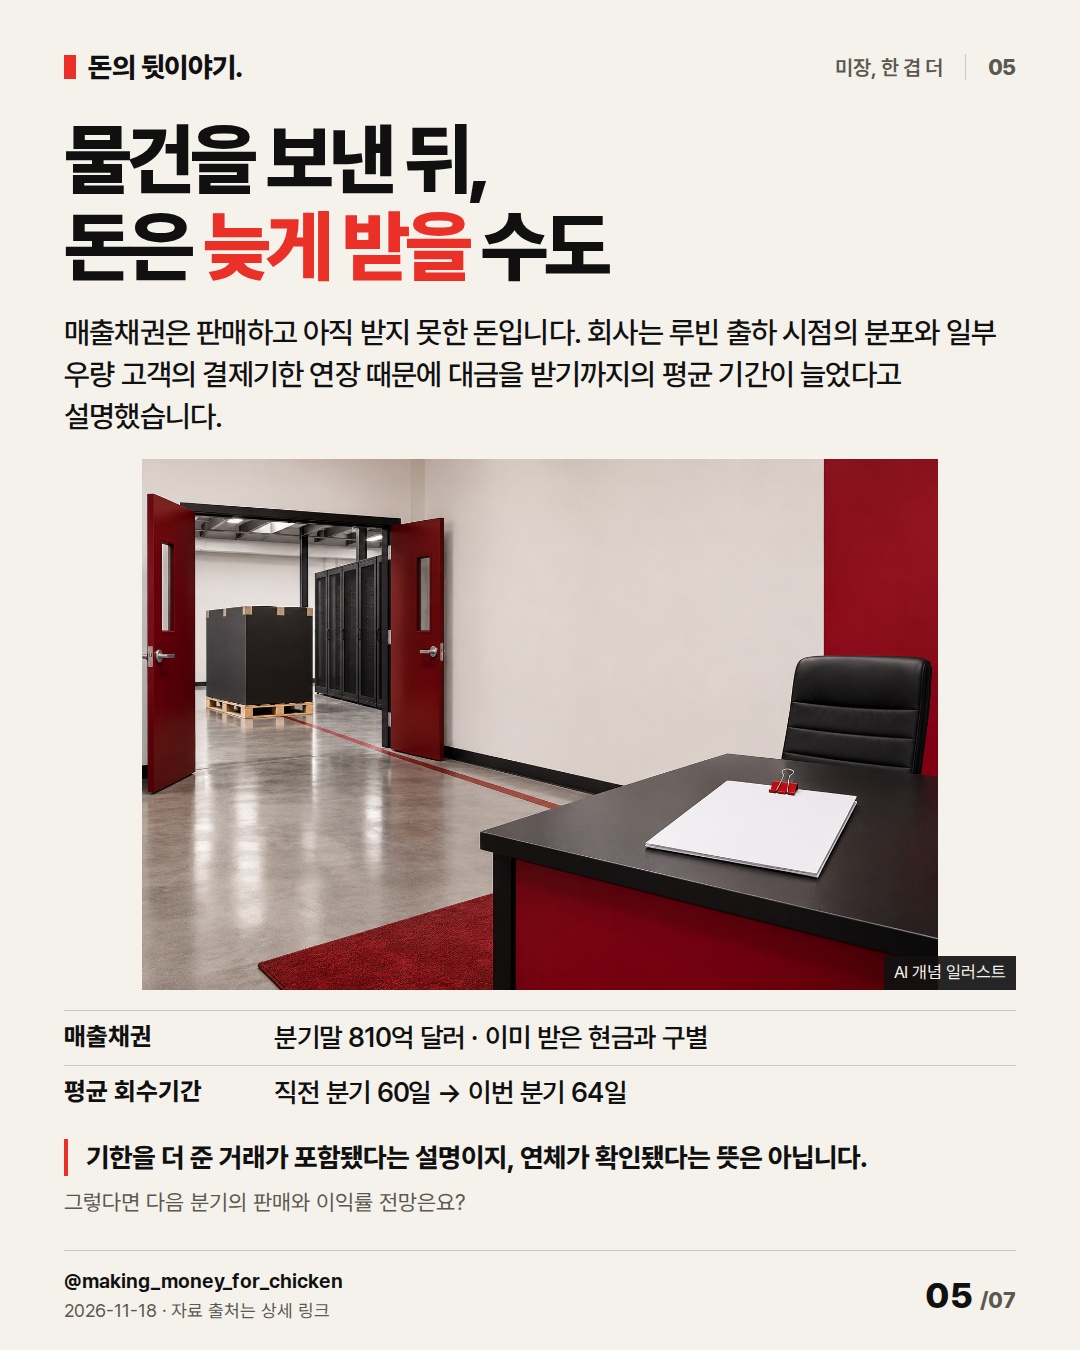 돈의 뒷이야기.
미장, 한 겹 더
05
물건을 보낸 뒤,
돈은 늦게 받을 수도
매출채권은 판매하고 아직 받지 못한 돈입니다. 회사는 루빈 출하 시점의 분포와 일부
우량 고객의 결제기한 연장 때문에 대금을 받기까지의 평균 기간이 늘었다고
설명했습니다.
AI 개념 일러스트
매출채권 분기말 810억 달러 · 이미 받은 현금과 구별
평균 회수기간 직전 분기 60일 → 이번 분기 64일
기한을 더 준 거래가 포함됐다는 설명이지, 연체가 확인됐다는 뜻은 아닙니다.
그렇다면 다음 분기의 판매와 이익률 전망은요?
@making_money_for_chicken
2026-11-18 · 자료 출처는 상세 링크
05 /07